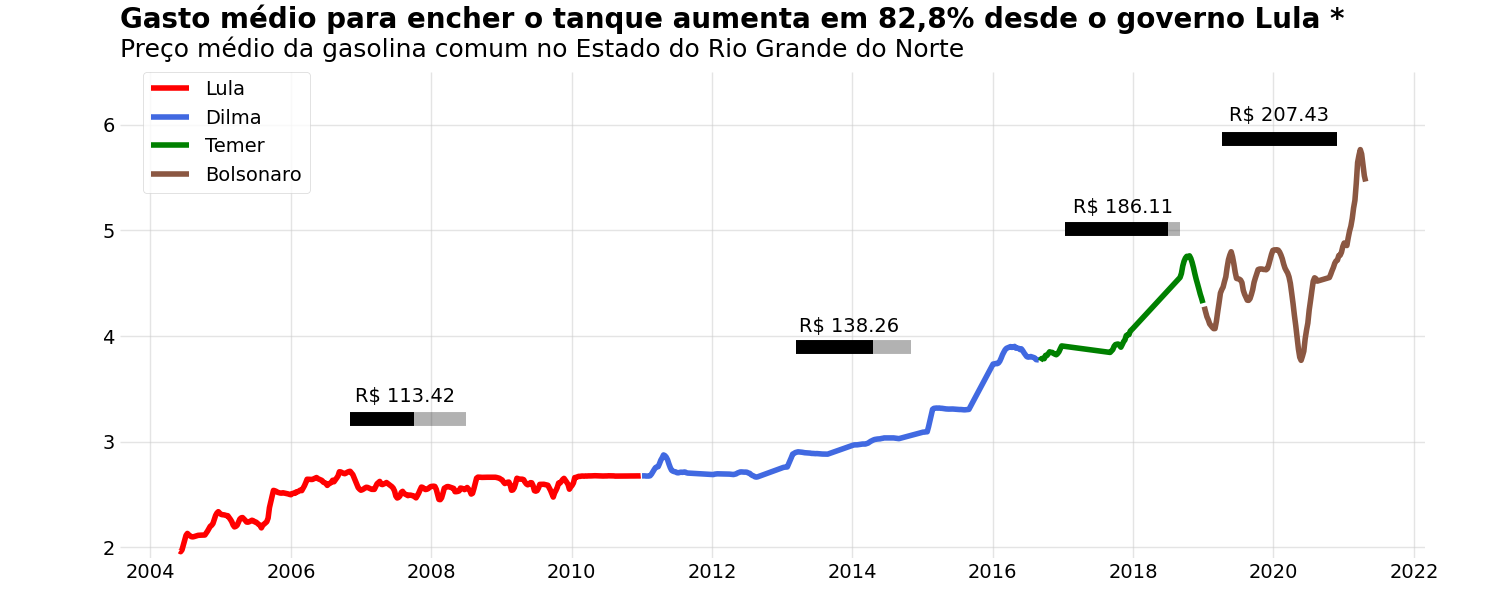 Gasto médio para encher o tanque aumenta em 82,8% desde o governo Lula *
Preço médio da gasolina comum no Estado do Rio Grande do Norte
Lula
Dilma
Temer
Bolsonaro
R$ 207.43
R$ 186.11
R$ 138.26
R$ 113.42
6
5
4
3
2
2004 2006 2008 2010 2012 2014 2016 2018 2020 2022